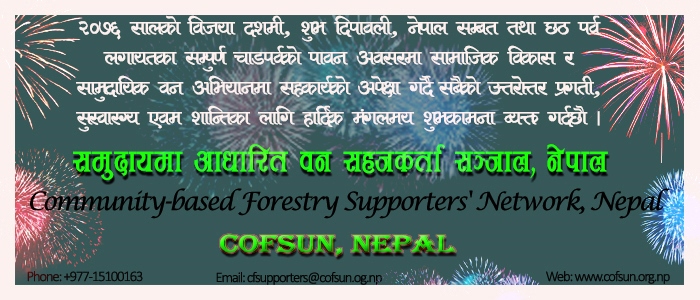 २०७६ सालको विजया दशमी, शुभ दिपावली, नेपाल सम्बत तथा छठ पर्व
लगायतका सम्पुर्ण चाडपर्वको पावन अवसरमा सामाजिक विकास र
सामुदायिक वन अभियानमा सहकार्यको अपेक्षा गर्दै सबैको उत्तरोत्तर प्रगती,
सुस्वास्थ्य एवम शान्तिका लागि हार्दिक मंगलमय शुभकामना व्यक्त गर्दछौ ।
समुदायमा आधारित वन सहजकर्ता सञ्जाल, नेपाल
Community-based Forestry Supporters' Network, Nepal
COFSUN, NEPAL
Phone: +977-15100163 Email: cfsupporters@cofsun.og.np Web: www.cofsun.org.np